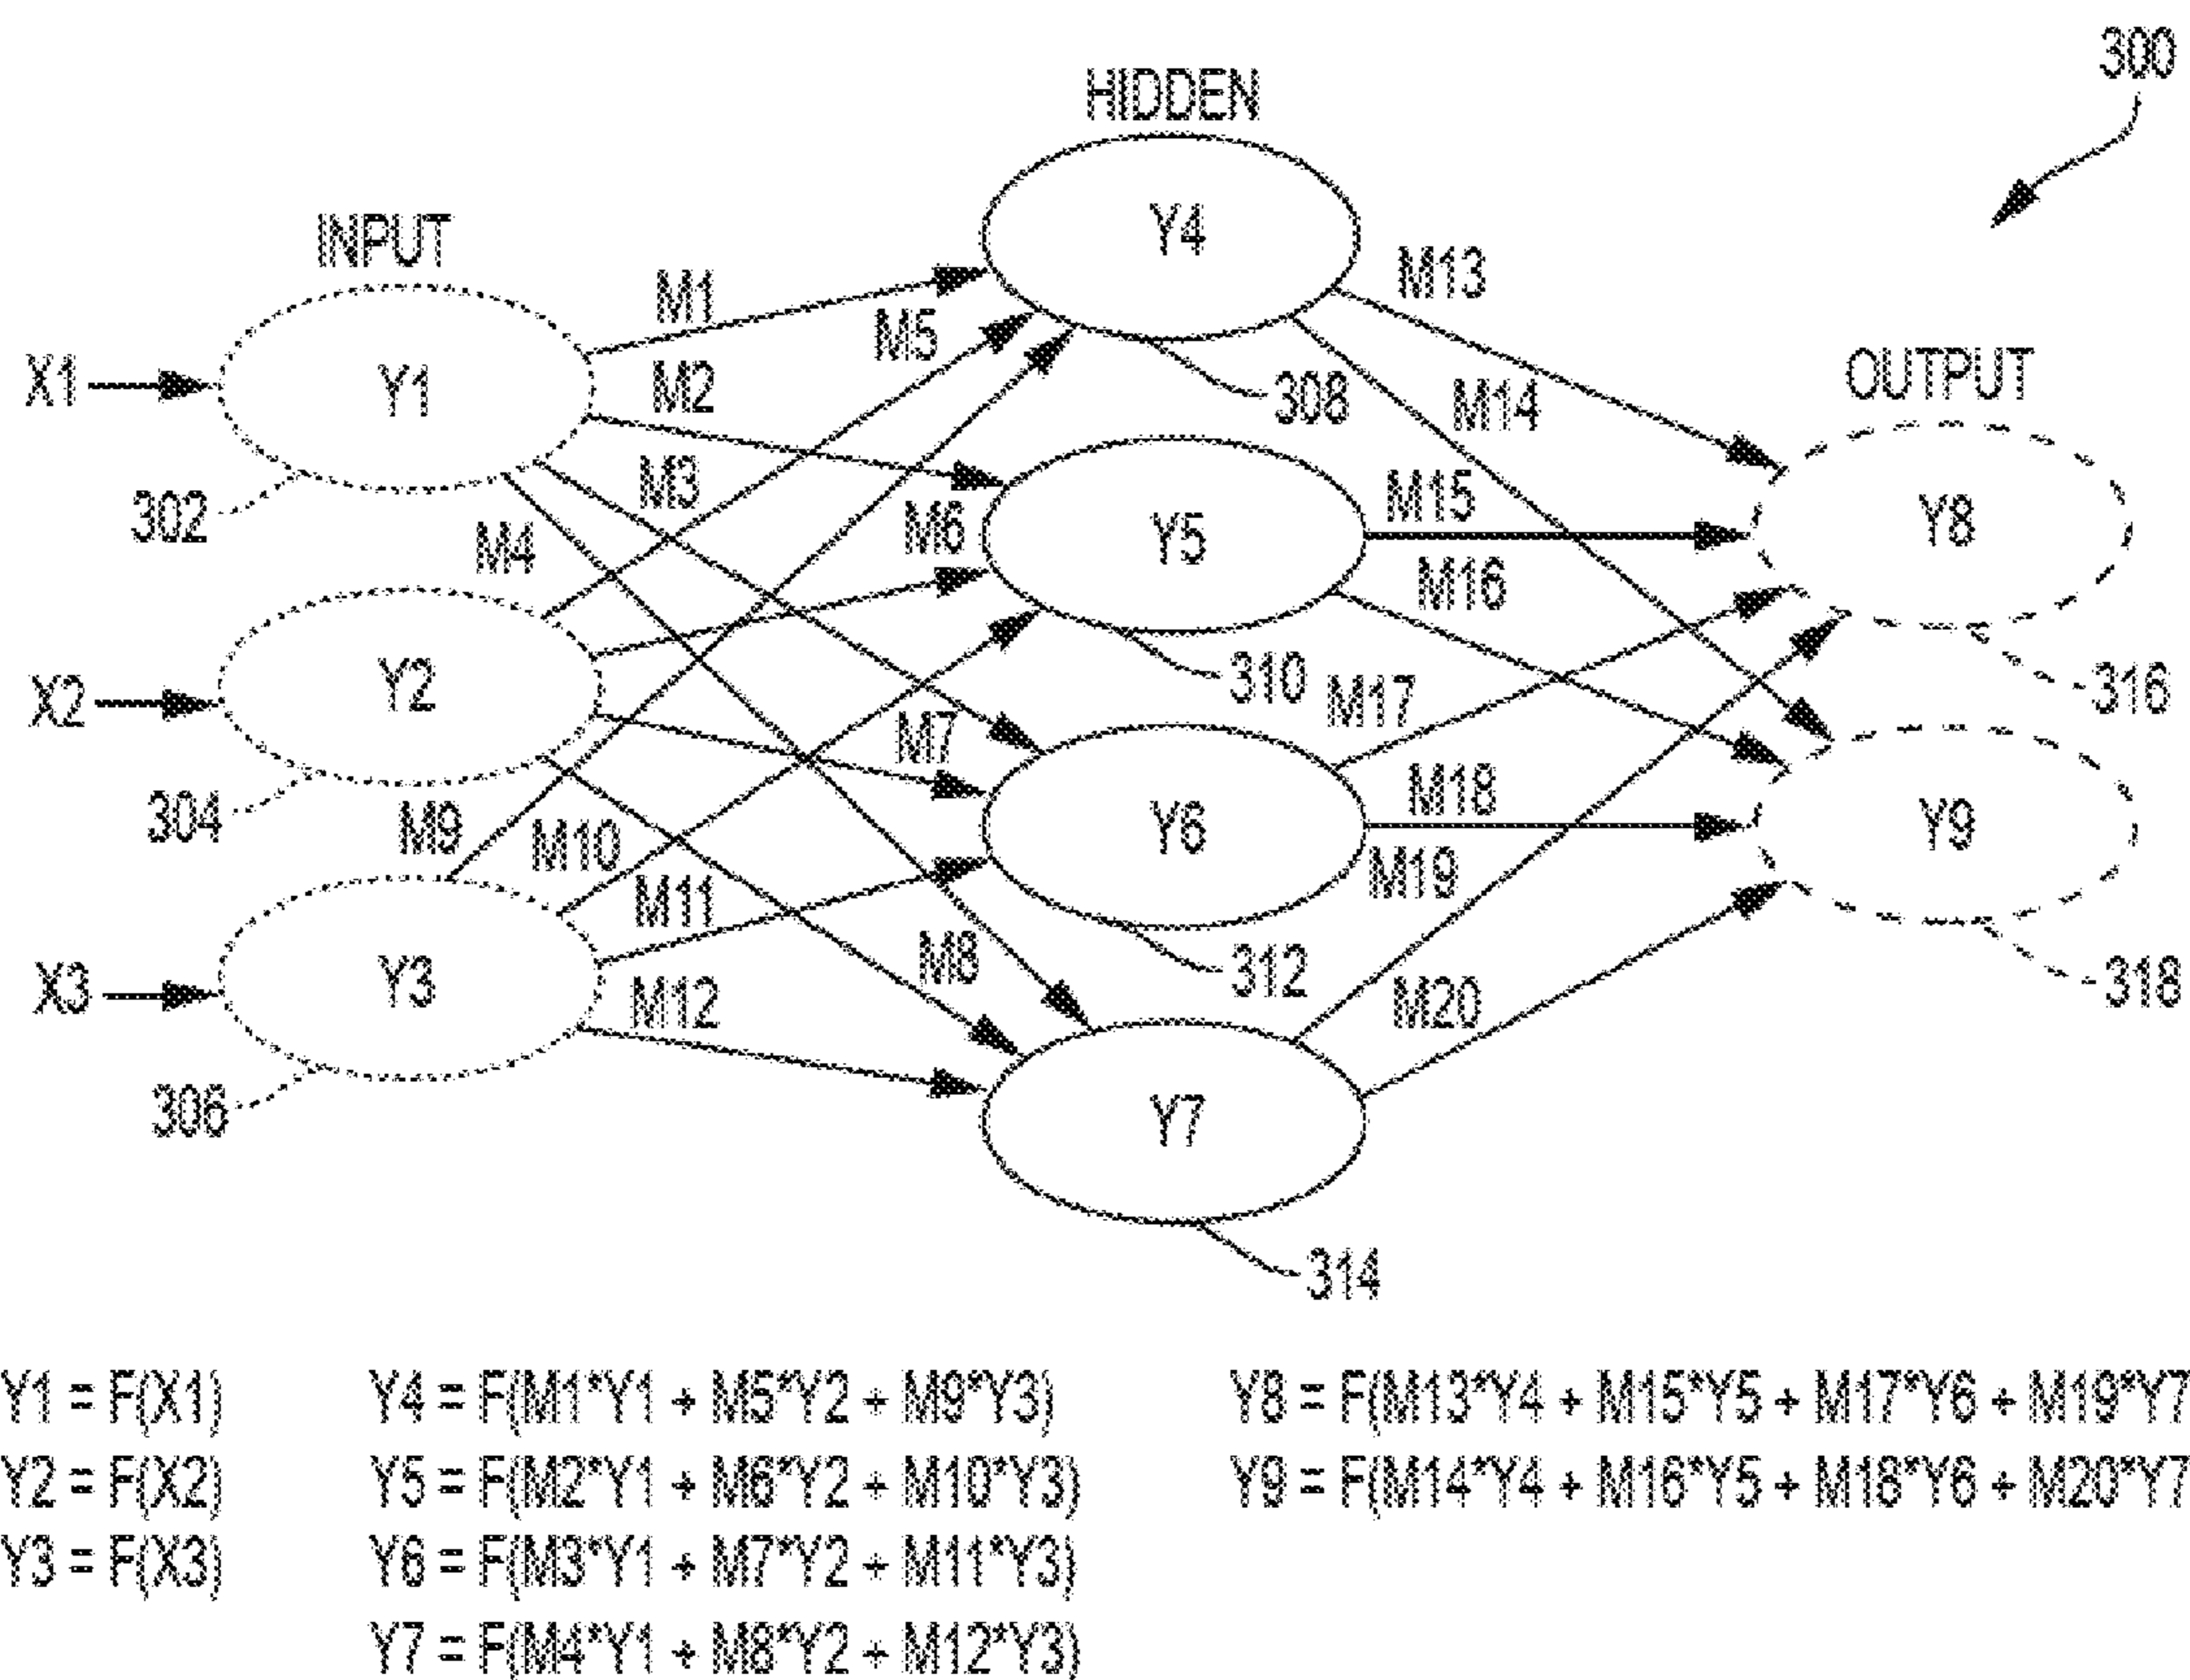 300
HIDDEN
Y4
INPUT
M1
M5
M13
X1
Y1
M2
308
M14
OUTPUT
302
M3
M4
M6
Y5
M15
Y8
M16
X2
Y2
310
M17
316
M7
304
M9
M10
Y6
M18
Y9
M19
M11
X3
Y3
M8
312
318
M12
M20
306
Y7
314
Y1 = F(X1) Y4 = F(M1*Y1 + M5*Y2 + M9*Y3) Y8 = F(M13*Y4 + M15*Y5 + M17*Y6 + M19*Y7
Y2 = F(X2) Y5 = F(M2*Y1 + M6*Y2 + M10*Y3) Y9 = F(M14*Y4 + M16*Y5 + M18*Y6 + M20*Y7
Y3 = F(X3) Y6 = F(M3*Y1 + M7*Y2 + M11*Y3)
Y7 = F(M4*Y1 + M8*Y2 + M12*Y3)